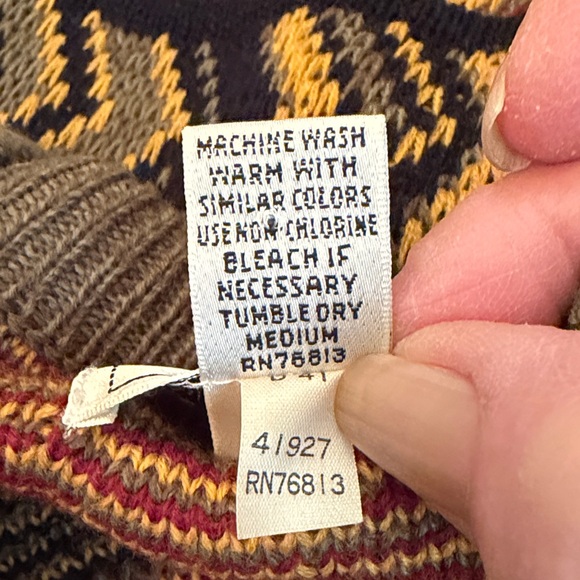 MACHINE WASH
WARM WITH
SIMILAR COLORS
USE NON-CHLORINE
BLEACH IF
NECESSARY
TUMBLE DRY
MEDIUM
RN76813
41927
RN76813